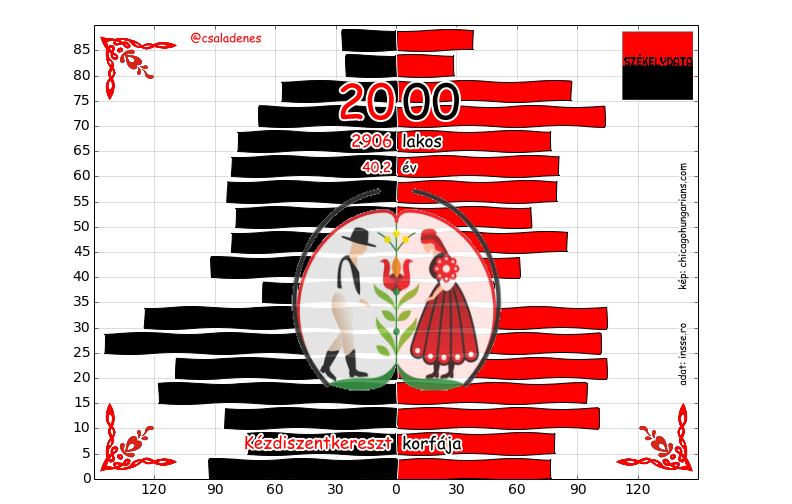 @csaladenes
SZÉKELYDATA
2000
2906 lakos
40.2 év
kép: chicagohungarians.com
adat: insse.ro
Kézdiszentkereszt korfája
85
80
75
70
65
60
55
50
45
40
35
30
25
20
15
10
5
0
120 90 60 30 0 30 60 90 120